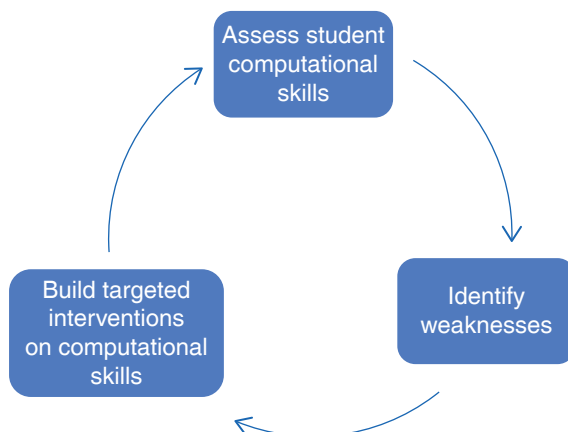 Assess student
computational
skills
Identify
weaknesses
Build targeted
interventions
on computational
skills